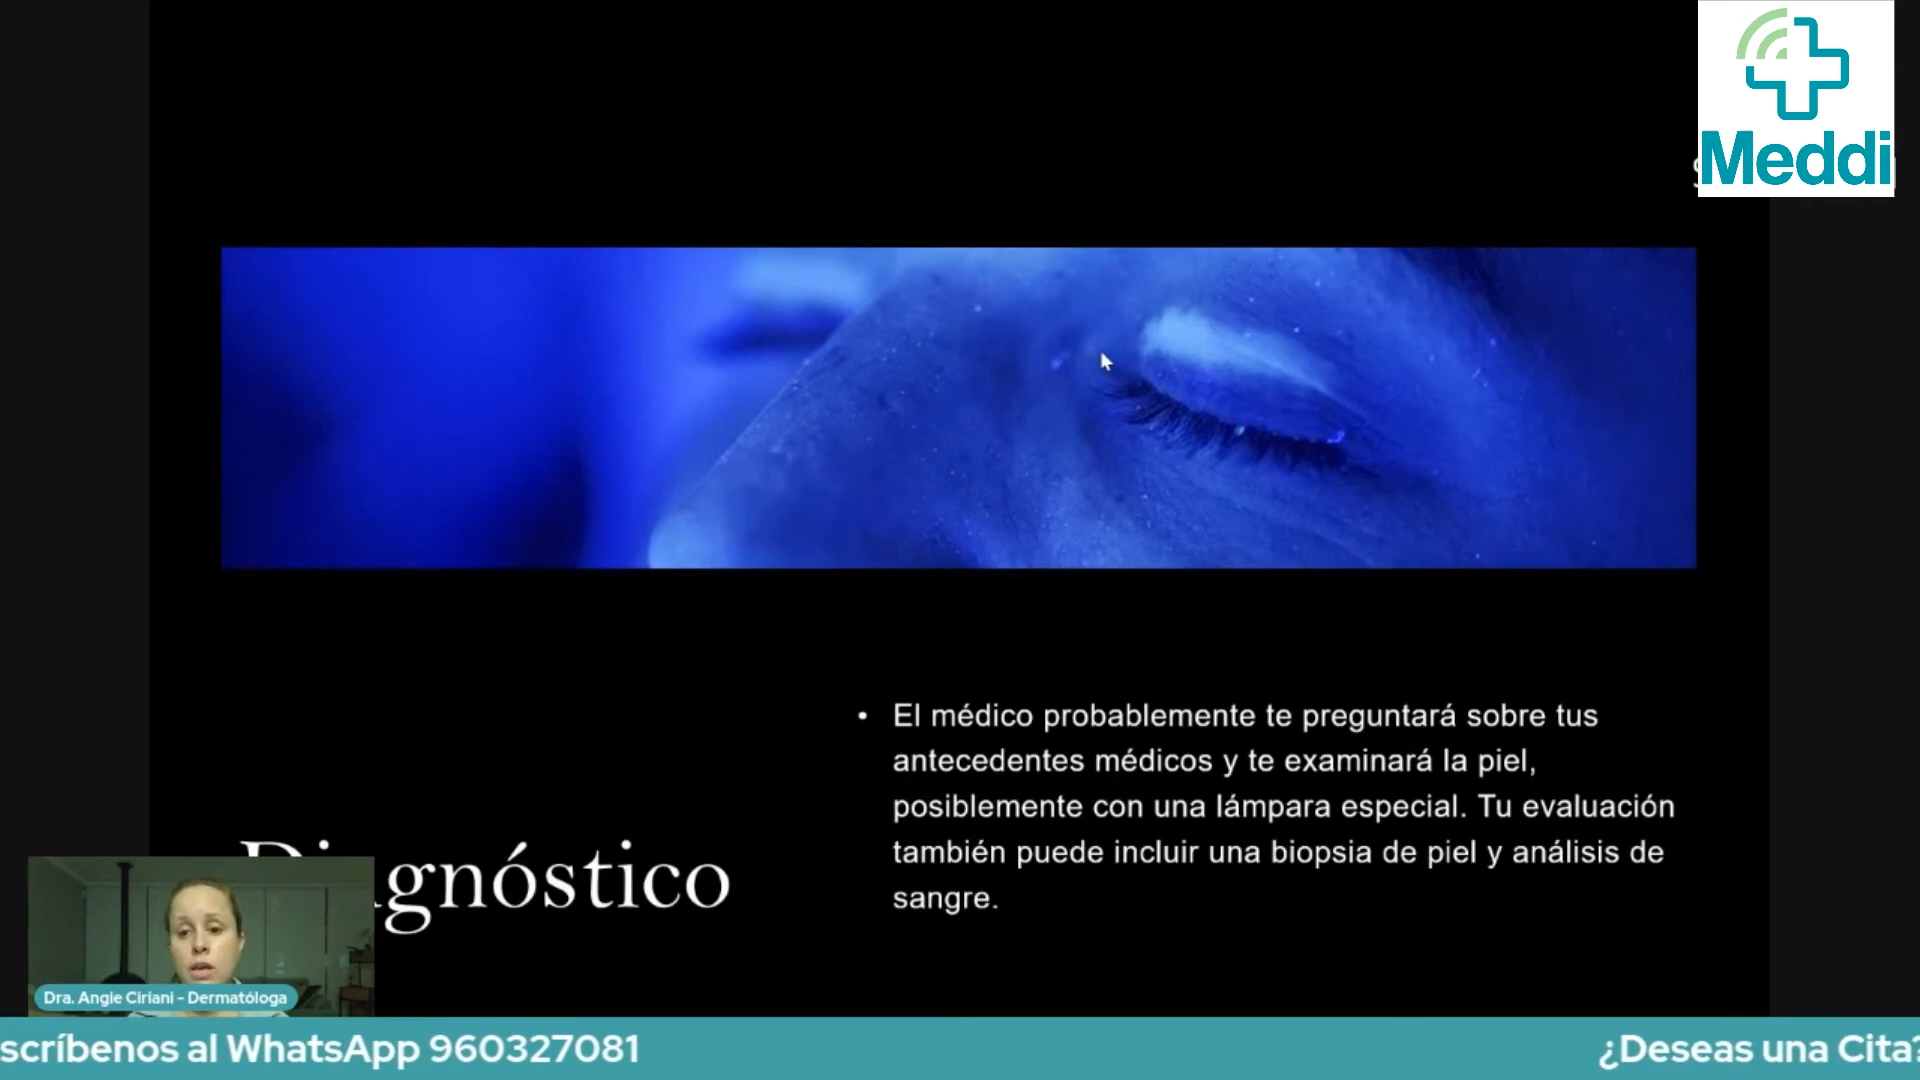 Meddi
El médico probablemente te preguntará sobre tus
antecedentes médicos y te examinará la piel,
posiblemente con una lámpara especial. Tu evaluación
también puede incluir una biopsia de piel y análisis de
sangre.
Diagnóstico
Dra. Angie Ciriani - Dermatóloga
scríbenos al WhatsApp 960327081
¿Deseas una Cita?